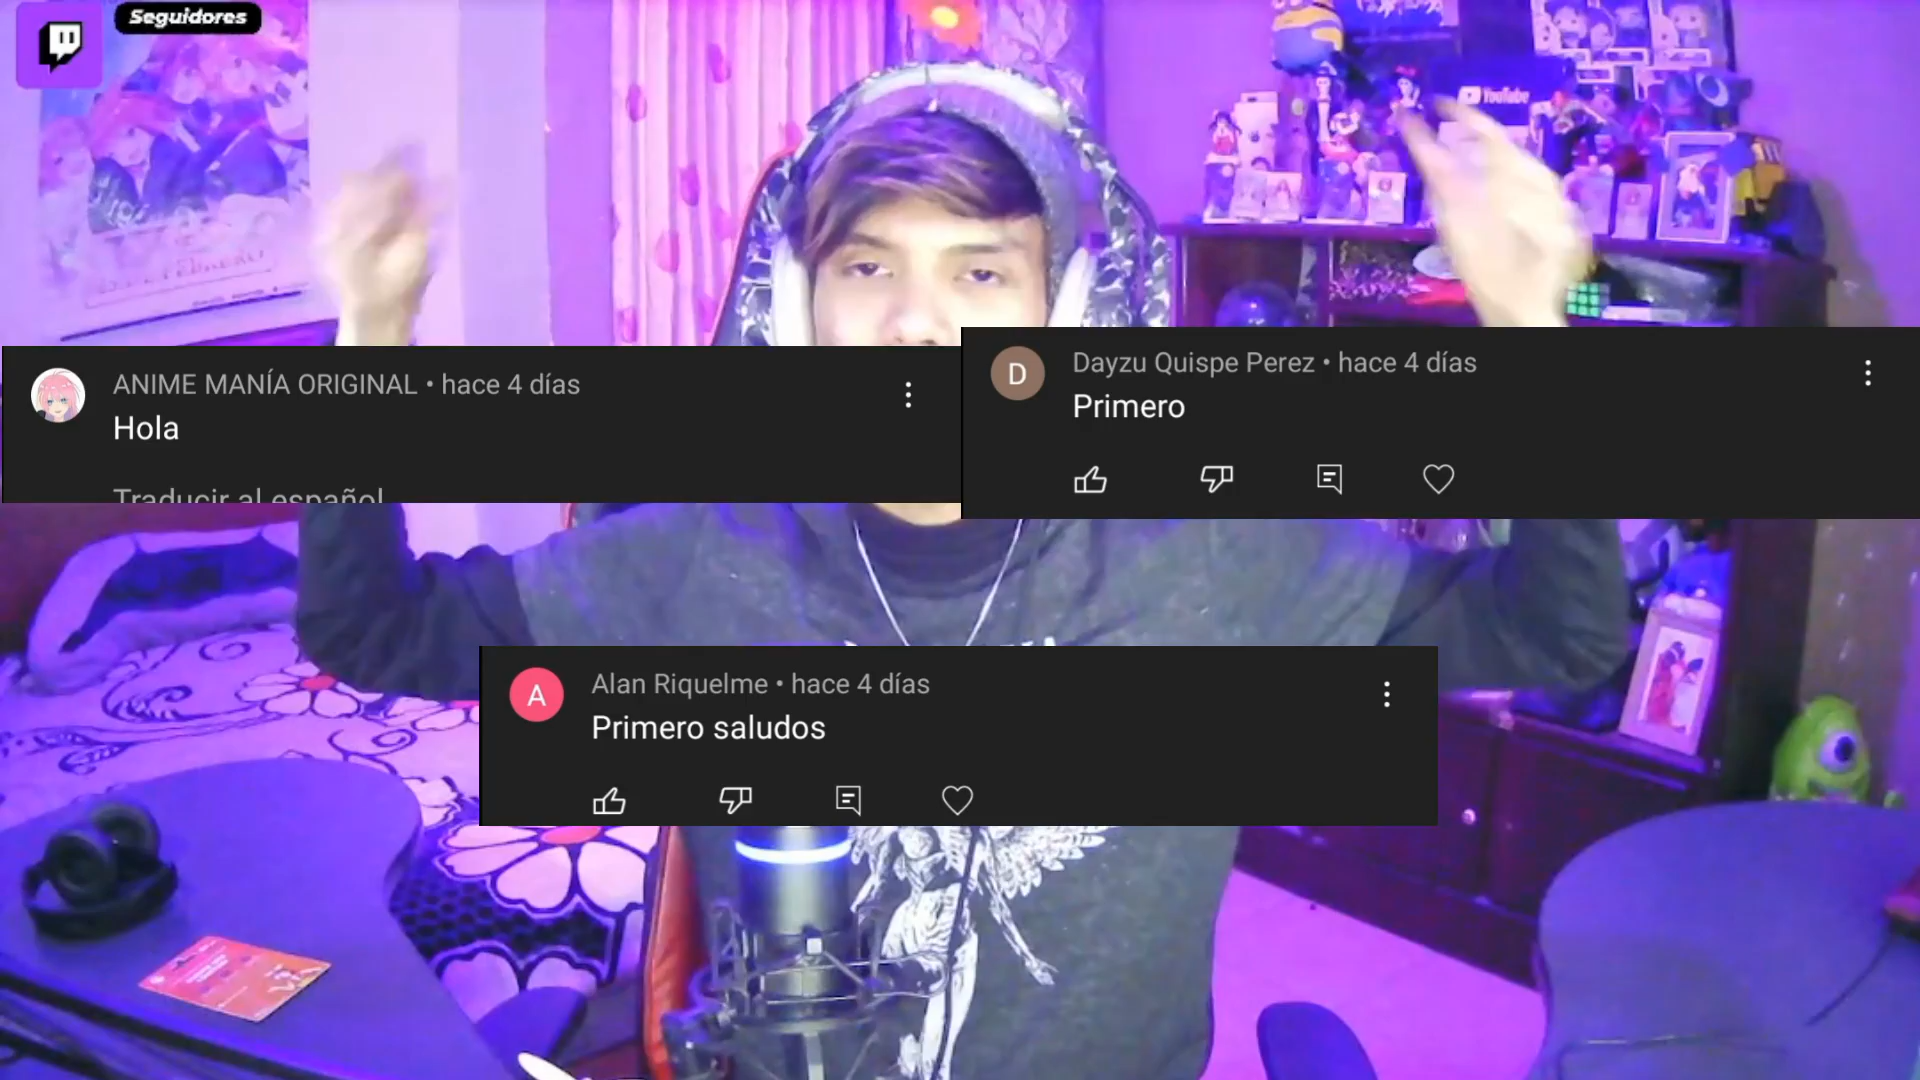 Seguidores
YouTube
ANIME MANÍA ORIGINAL • hace 4 días
Hola
Traducir al español
D
Dayzu Quispe Perez • hace 4 días
Primero
A
Alan Riquelme • hace 4 días
Primero saludos